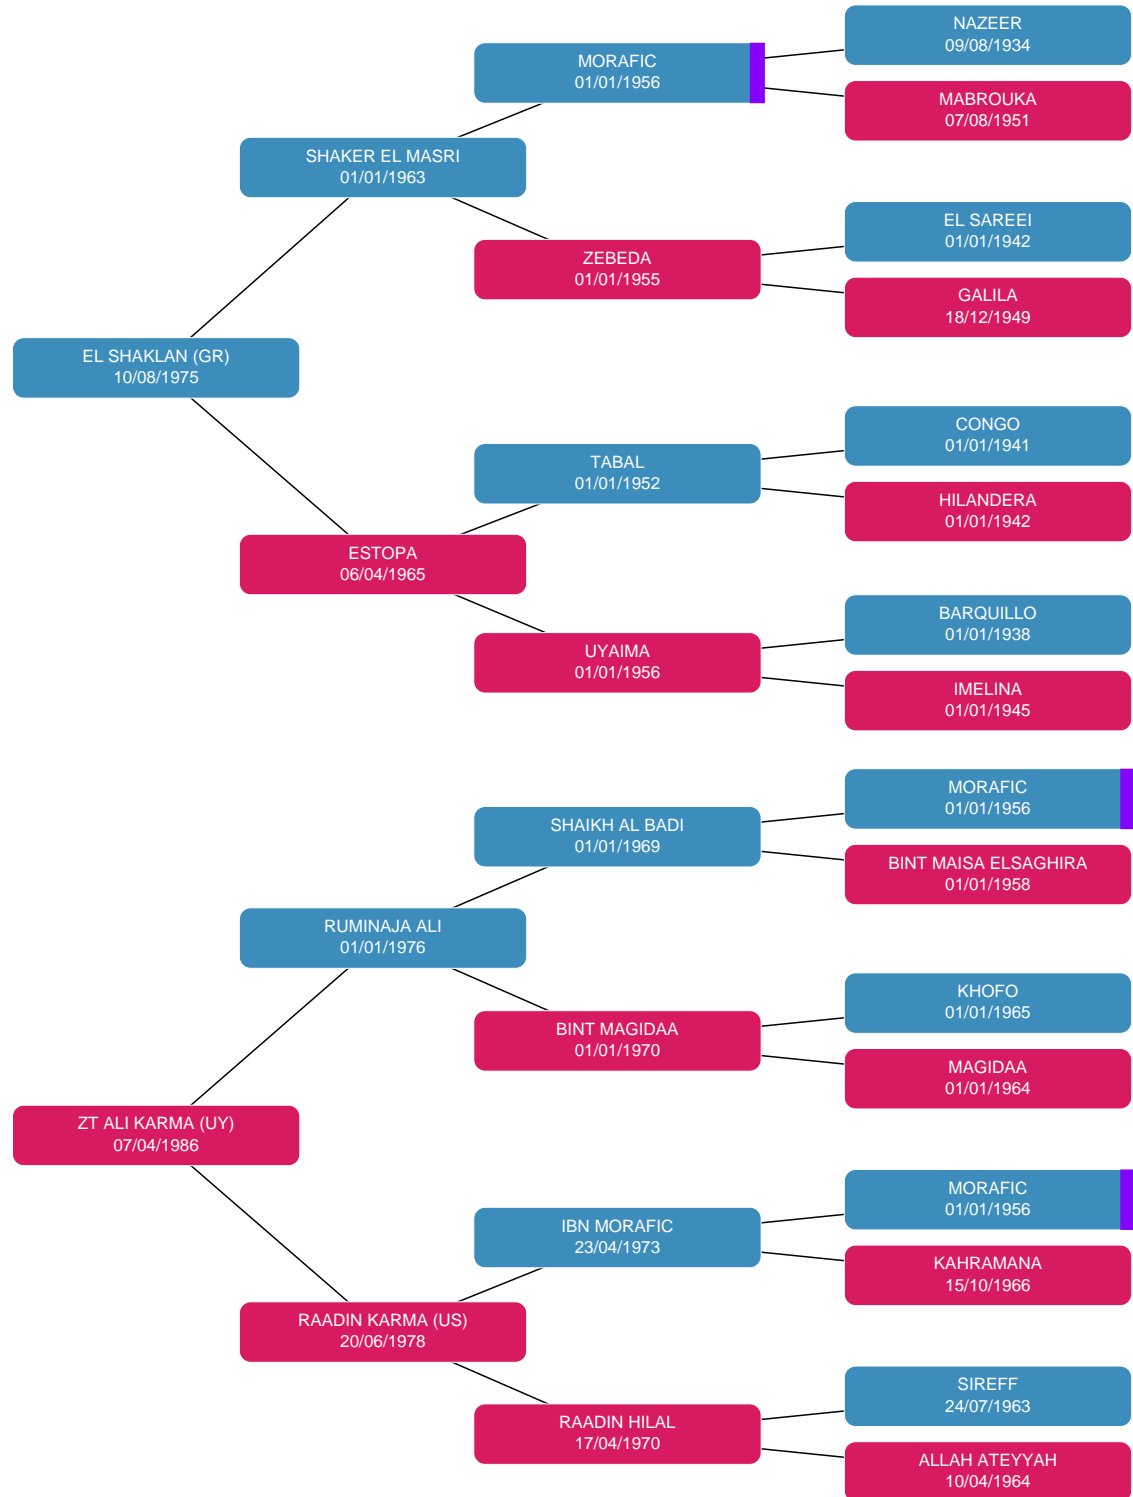 NAZEER
09/08/1934
MORAFIC
01/01/1956
MABROUKA
07/08/1951
SHAKER EL MASRI
01/01/1963
EL SAREEI
01/01/1942
ZEBEDA
01/01/1955
GALILA
18/12/1949
EL SHAKLAN (GR)
10/08/1975
CONGO
01/01/1941
TABAL
01/01/1952
HILANDERA
01/01/1942
ESTOPA
06/04/1965
BARQUILLO
01/01/1938
UYAIMA
01/01/1956
IMELINA
01/01/1945
MORAFIC
01/01/1956
SHAIKH AL BADI
01/01/1969
BINT MAISA ELSAGHIRA
01/01/1958
RUMINAJA ALI
01/01/1976
KHOFO
01/01/1965
BINT MAGIDAA
01/01/1970
MAGIDAA
01/01/1964
ZT ALI KARMA (UY)
07/04/1986
MORAFIC
01/01/1956
IBN MORAFIC
23/04/1973
KAHRAMANA
15/10/1966
RAADIN KARMA (US)
20/06/1978
SIREFF
24/07/1963
RAADIN HILAL
17/04/1970
ALLAH ATEYYAH
10/04/1964